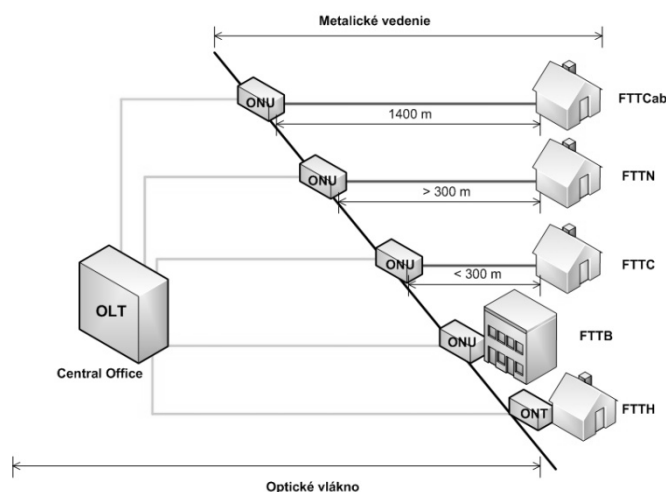 Metalické vedenie
ONU
FTTCab
1400 m
ONU
FTTN
> 300 m
ONU
FTTC
< 300 m
OLT
ONU
FTTB
Central Office
ONT
FTTH
Optické vlákno